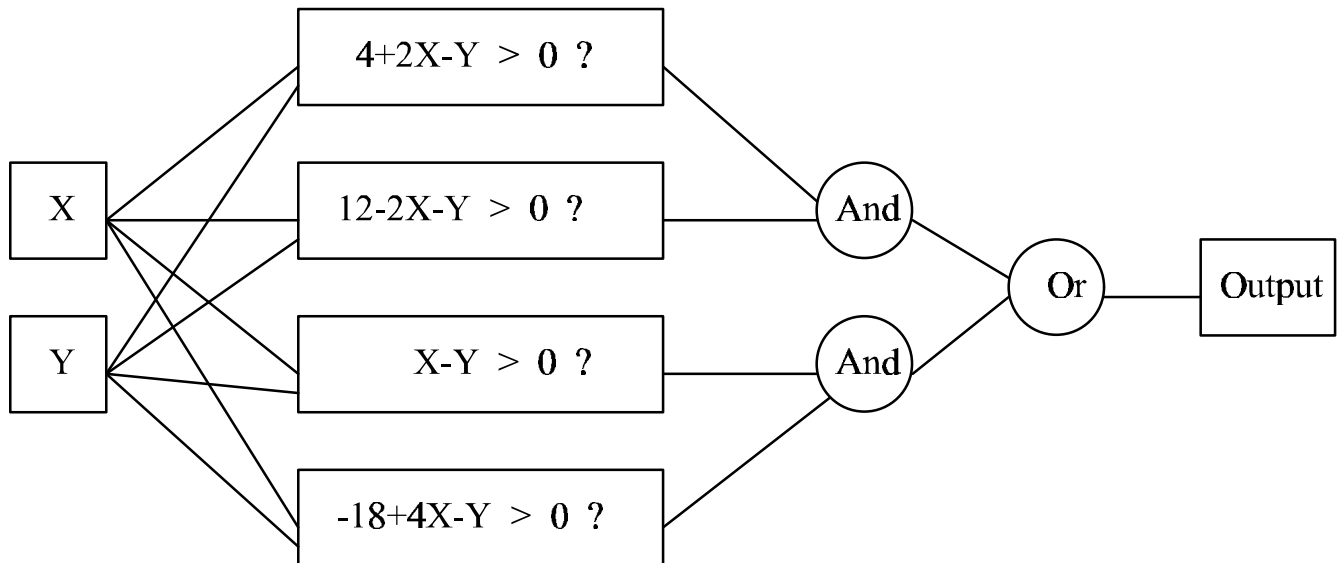 4+2X-Y > 0 ?
X
12-2X-Y > 0 ?
And
Or
Output
Y
X-Y > 0 ?
And
-18+4X-Y > 0 ?